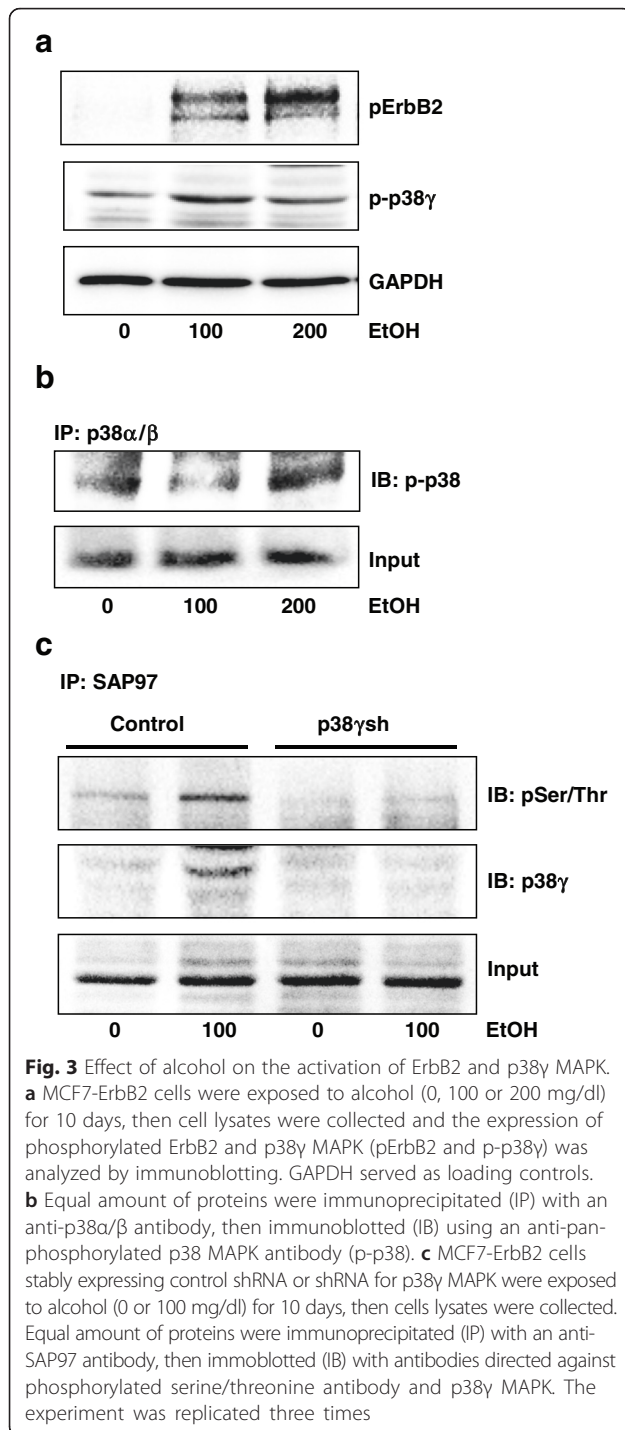 a
pErbB2
p-p38γ
GAPDH
0 100 200 EtOH
b
IP: p38α/β
IB: p-p38
Input
0 100 200 EtOH
c
IP: SAP97
Control p38γsh
IB: pSer/Thr
IB: p38γ
Input
0 100 0 100 EtOH
Fig. 3 Effect of alcohol on the activation of ErbB2 and p38γ MAPK.
a MCF7-ErbB2 cells were exposed to alcohol (0, 100 or 200 mg/dl)
for 10 days, then cell lysates were collected and the expression of
phosphorylated ErbB2 and p38γ MAPK (pErbB2 and p-p38γ) was
analyzed by immunoblotting. GAPDH served as loading controls.
b Equal amount of proteins were immunoprecipitated (IP) with an
anti-p38α/β antibody, then immunoblotted (IB) using an anti-pan-
phosphorylated p38 MAPK antibody (p-p38). c MCF7-ErbB2 cells
stably expressing control shRNA or shRNA for p38γ MAPK were exposed
to alcohol (0 or 100 mg/dl) for 10 days, then cells lysates were collected.
Equal amount of proteins were immunoprecipitated (IP) with an anti-
SAP97 antibody, then immoblotted (IB) with antibodies directed against
phosphorylated serine/threonine antibody and p38γ MAPK. The
experiment was replicated three times